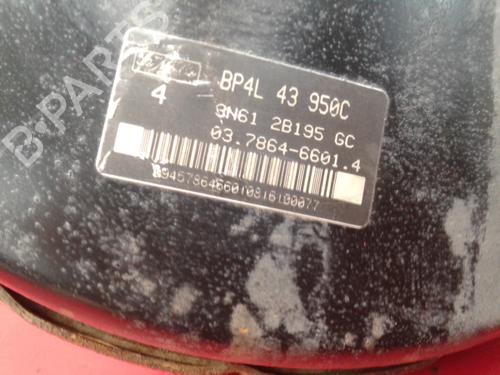 BP4L 43 950C
4
3N61 2B195 GC
03.7864-6601.4
B-PARTS